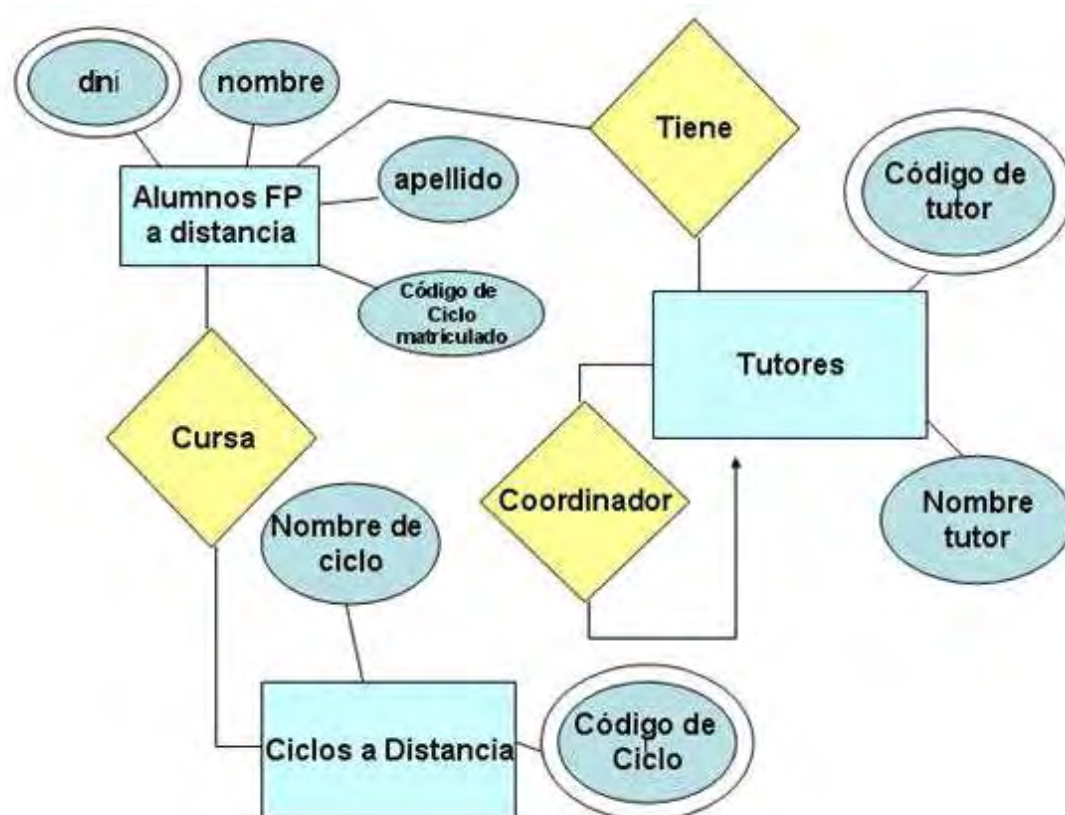 dni
nombre
Tiene
apellido
Código de
tutor
Alumnos FP
a distancia
Código de
Ciclo
matriculado
Tutores
Cursa
Coordinador
Nombre
tutor
Nombre de
ciclo
Ciclos a Distancia
Código de
Ciclo